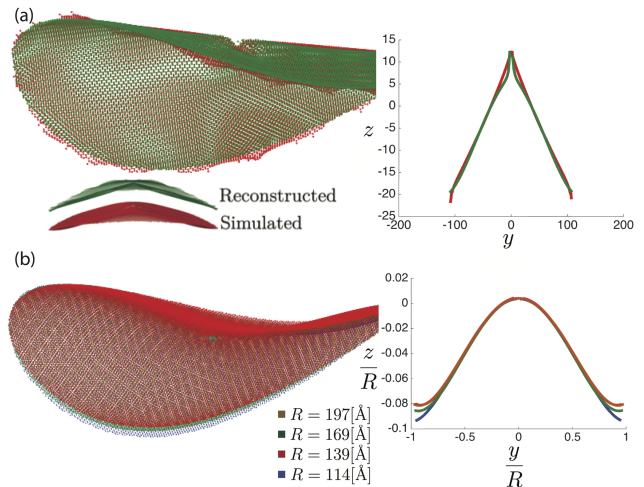 (a)
Reconstructed
Simulated
15
10
5
0
-5
-10
-15
-20
-25
z
-200
-100
0
100
200
y
(b)
R = 197[Å]
R = 169[Å]
R = 139[Å]
R = 114[Å]
0.02
0
-0.02
-0.04
-0.06
-0.08
-0.1
z
R
-1
-0.5
0
0.5
1
y
R